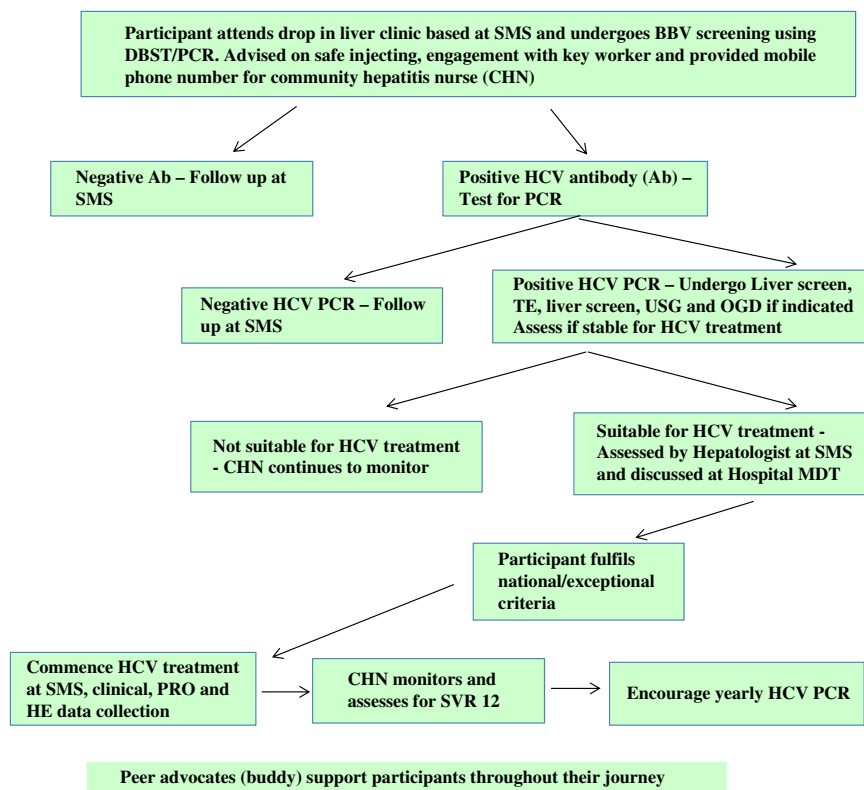 Participant attends drop in liver clinic based at SMS and undergoes BBV screening using
DBST/PCR. Advised on safe injecting, engagement with key worker and provided mobile
phone number for community hepatitis nurse (CHN)
Negative Ab – Follow up at
SMS
Positive HCV antibody (Ab) –
Test for PCR
Negative HCV PCR – Follow
up at SMS
Positive HCV PCR – Undergo Liver screen,
TE, liver screen, USG and OGD if indicated
Assess if stable for HCV treatment
Not suitable for HCV treatment
- CHN continues to monitor
Suitable for HCV treatment -
Assessed by Hepatologist at SMS
and discussed at Hospital MDT
Participant fulfils
national/exceptional
criteria
Commence HCV treatment
at SMS, clinical, PRO and
HE data collection
CHN monitors and
assesses for SVR 12
Encourage yearly HCV PCR
Peer advocates (buddy) support participants throughout their journey